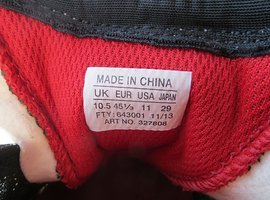 MADE IN CHINA
UK EUR USA JAPAN
10.5 45⅓ 11 29
FTY: 643001 11/13
ART NO. 327808